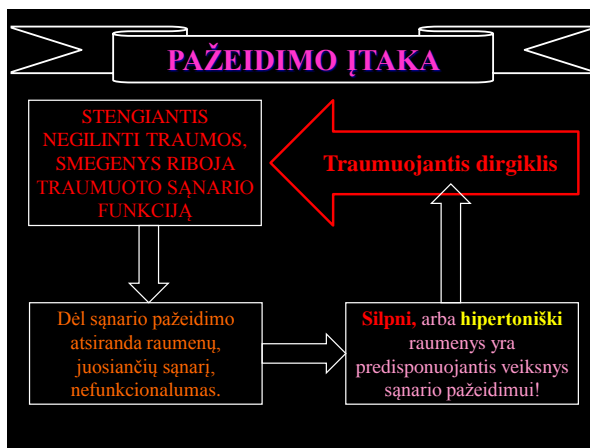 PAŽEIDIMO ĮTAKA
STENGIANTIS
NEGILINTI TRAUMOS,
SMEGENYS RIBOJA
TRAUMUOTO SĄNARIO
FUNKCIJĄ
Traumuojantis dirgiklis
Dėl sąnario pažeidimo
atsiranda raumenų,
juosiančių sąnarį,
nefunkcionalumas.
Silpni, arba hipertoniški
raumenys yra
predisponuojantis veiksnys
sąnario pažeidimui!